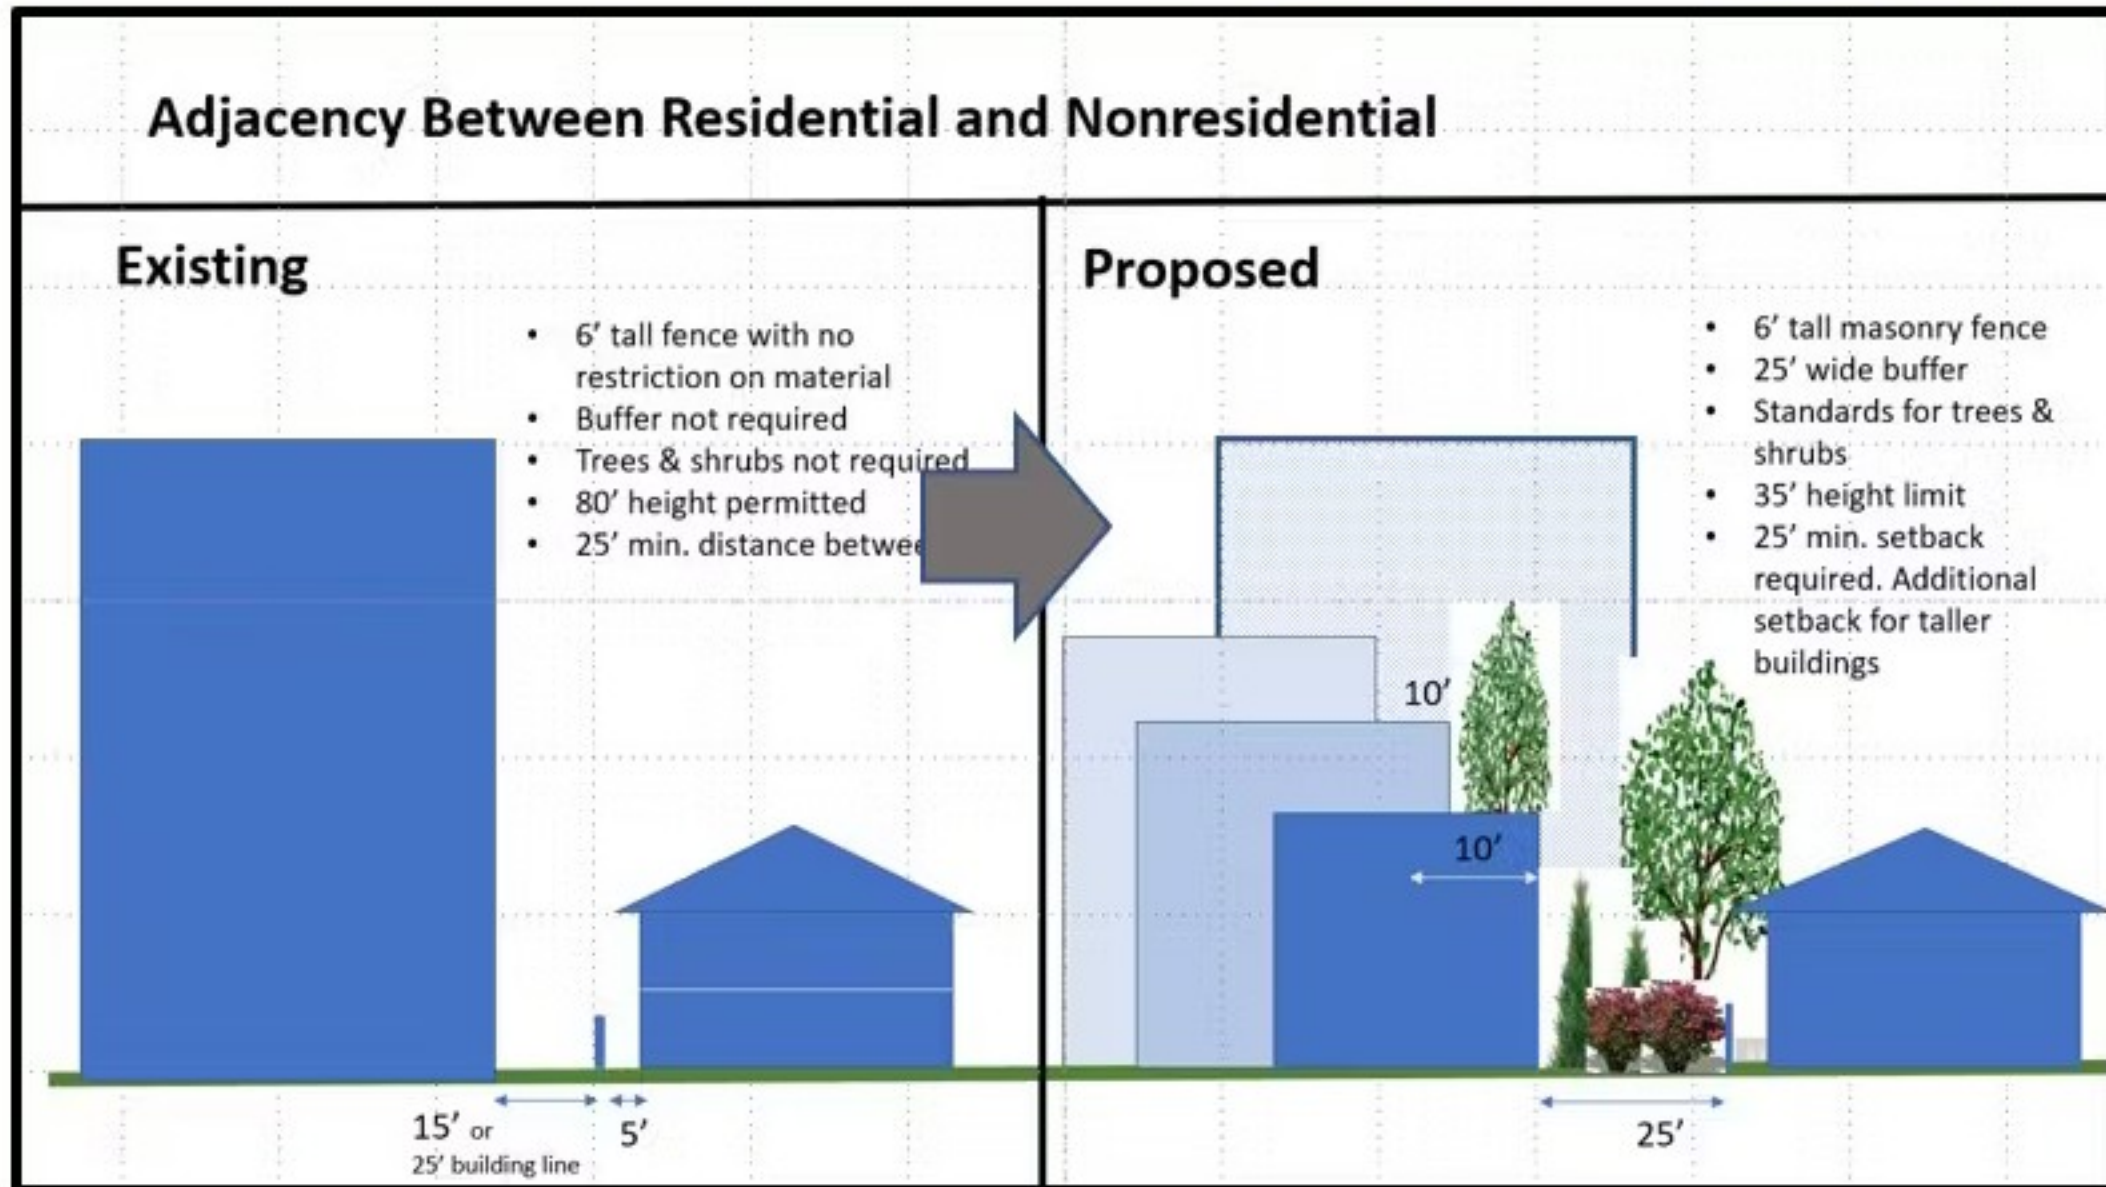 Adjacency Between Residential and Nonresidential
Existing
• 6’ tall fence with no
restriction on material
• Buffer not required
• Trees & shrubs not required
• 80’ height permitted
• 25’ min. distance
15’ or
25’ building line
5’
Proposed
• 6’ tall masonry fence
• 25’ wide buffer
• Standards for trees &
shrubs
• 35’ height limit
• 25’ min. setback
required. Additional
setback for taller
buildings
10’
10’
25’